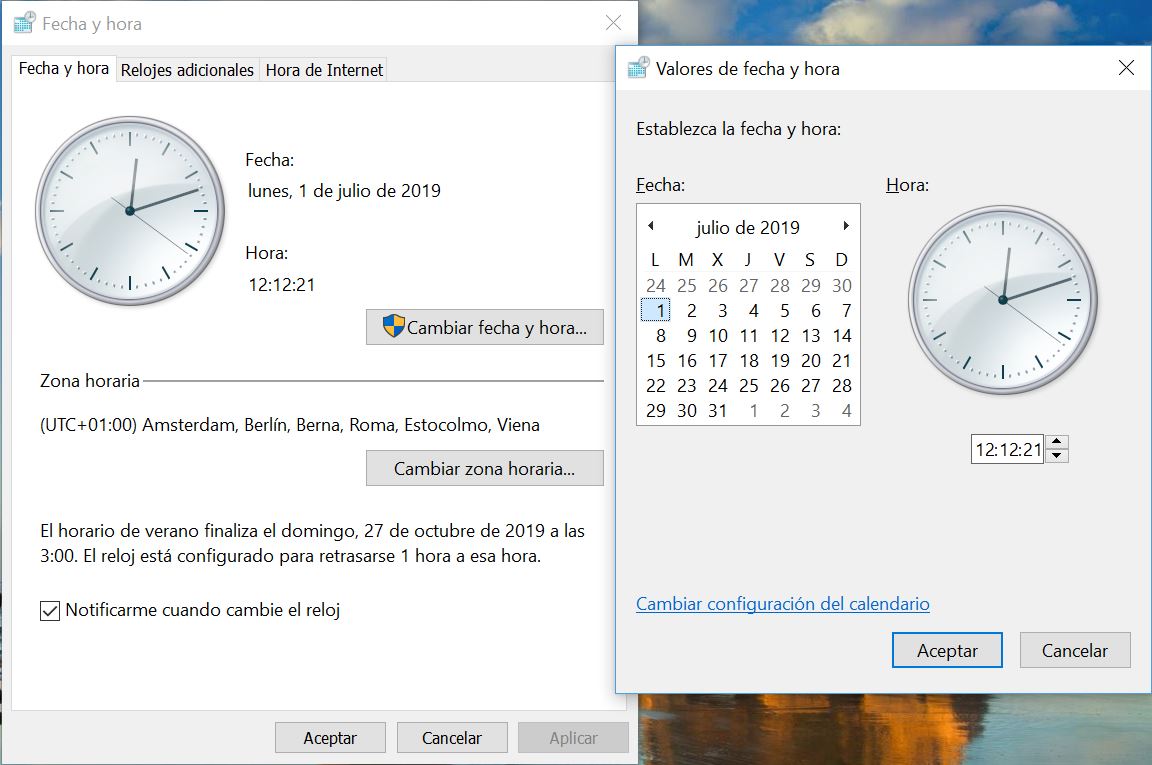 Fecha y hora
Fecha y hora Relojes adicionales Hora de Internet
Fecha:
lunes, 1 de julio de 2019
Hora:
12:12:21
Cambiar fecha y hora...
Zona horaria
(UTC+01:00) Amsterdam, Berlín, Berna, Roma, Estocolmo, Viena
Cambiar zona horaria...
El horario de verano finaliza el domingo, 27 de octubre de 2019 a las
3:00. El reloj está configurado para retrasarse 1 hora a esa hora.
Notificarme cuando cambie el reloj
Aceptar Cancelar Aplicar
Valores de fecha y hora
Establezca la fecha y hora:
Fecha:
julio de 2019
L M X J V S D
24 25 26 27 28 29 30
1 2 3 4 5 6 7
8 9 10 11 12 13 14
15 16 17 18 19 20 21
22 23 24 25 26 27 28
29 30 31 1 2 3 4
Hora:
12:12:21
Cambiar configuración del calendario
Aceptar Cancelar